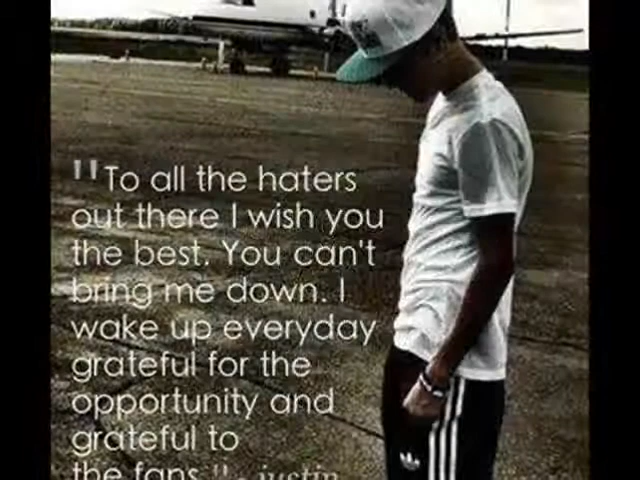 "To all the haters
out there I wish you
the best. You can't
bring me down. I
wake up everyday
grateful for the
opportunity and
grateful to
the fans." - justin